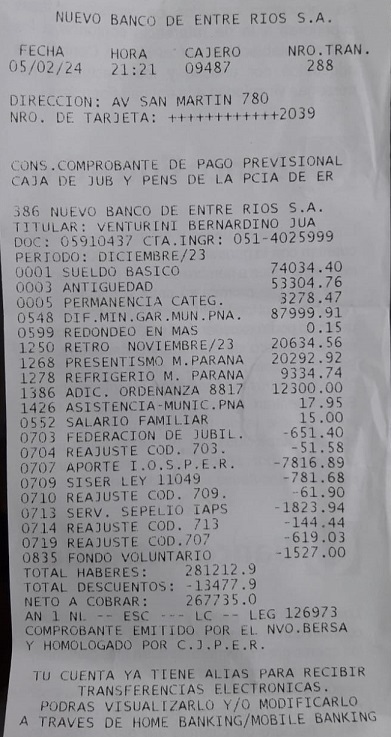 NUEVO BANCO DE ENTRE RIOS S.A.
FECHA HORA CAJERO NRO.TRAN.
05/02/24 21:21 09487 288
DIRECCION: AV SAN MARTIN 780
NRO. DE TARJETA: ++++++++++++2039
CONS.COMPROBANTE DE PAGO PREVISIONAL
CAJA DE JUB Y PENS DE LA PCIA DE ER
386 NUEVO BANCO DE ENTRE RIOS S.A.
TITULAR: VENTURINI BERNARDINO JUA
DOC: 05910437 CTA.INGR: 051-4025999
PERIODO: DICIEMBRE/23
0001 SUELDO BASICO 74034.40
0003 ANTIGUEDAD 53304.76
0005 PERMANENCIA CATEG. 3278.47
0548 DIF.MIN.GAR.MUN.PNA. 87999.91
0599 REDONDEO EN MAS 0.15
1250 RETRO NOVIEMBRE/23 20634.56
1268 PRESENTISMO M.PARANA 20292.92
1278 REFRIGERIO M. PARANA 9334.74
1386 ADIC. ORDENANZA 8817 12300.00
1426 ASISTENCIA-MUNIC.PNA 17.95
0552 SALARIO FAMILIAR 15.00
0703 FEDERACION DE JUBIL. -651.40
0704 REAJUSTE COD. 703. -51.58
0707 APORTE I.O.S.P.E.R. -7816.89
0709 SISER LEY 11049 -781.68
0710 REAJUSTE COD. 709. -61.90
0713 SERV. SEPELIO IAPS -1823.94
0714 REAJUSTE COD. 713 -144.44
0719 REAJUSTE COD.707 -619.03
0835 FONDO VOLUNTARIO -1527.00
TOTAL HABERES: 281212.9
TOTAL DESCUENTOS: -13477.9
NETO A COBRAR: 267735.0
AN 1 NL -- ESC --- LC -- LEG 126973
COMPROBANTE EMITIDO POR EL NVO.BERSA
Y HOMOLOGADO POR C.J.P.E.R.
TU CUENTA YA TIENE ALIAS PARA RECIBIR
TRANSFERENCIAS ELECTRONICAS.
PODRAS VISUALIZARLO Y/O MODIFICARLO
A TRAVES DE HOME BANKING/MOBILE BANKING